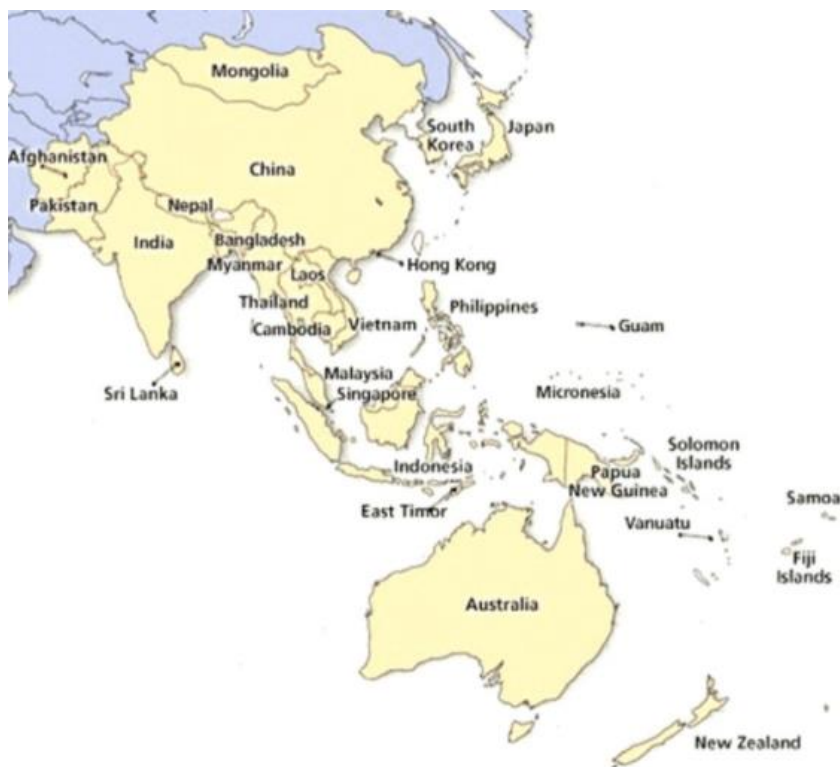 Mongolia
South
Korea
Japan
Afghanistan
China
Pakistan
Nepal
India
Bangladesh
Myanmar
Hong Kong
Laos
Thailand
Philippines
Cambodia
Vietnam
Guam
Sri Lanka
Malaysia
Singapore
Micronesia
Indonesia
Solomon
Islands
Papua
New Guinea
East Timor
Samoa
Vanuatu
Fiji
Islands
Australia
New Zealand